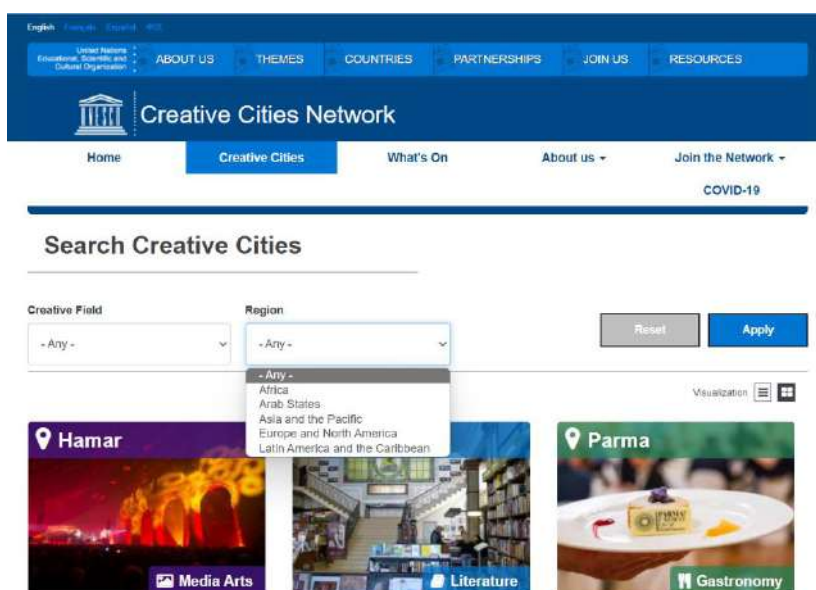 English Français Español
United Nations
Educational, Scientific and
Cultural Organization
ABOUT US THEMES COUNTRIES PARTNERSHIPS JOIN US RESOURCES
Creative Cities Network
Home Creative Cities What's On About us Join the Network
COVID-19
Search Creative Cities
Creative Field Region
- Any - - Any - Reset Apply
- Any -
Africa
Arab States
Asia and the Pacific
Europe and North America
Latin America and the Caribbean
Visualization
Hamar Parma
Media Arts Literature Gastronomy